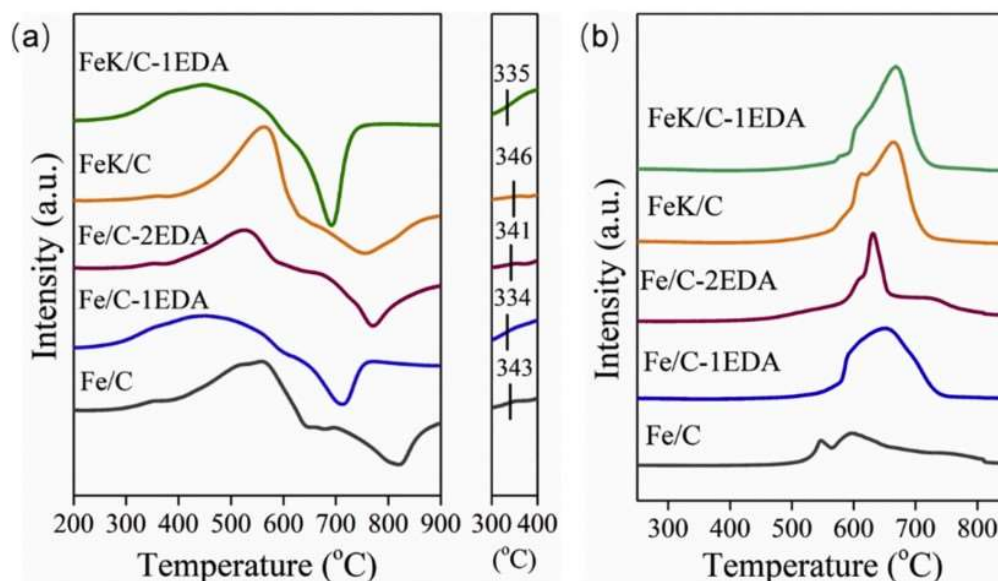 (a)
Intensity (a.u.)
FeK/C-1EDA
FeK/C
Fe/C-2EDA
Fe/C-1EDA
Fe/C
200 300 400 500 600 700 800 900
Temperature (°C)
335
346
341
334
343
300 400
(°C)
(b)
Intensity (a.u.)
FeK/C-1EDA
FeK/C
Fe/C-2EDA
Fe/C-1EDA
Fe/C
300 400 500 600 700 800
Temperature (°C)